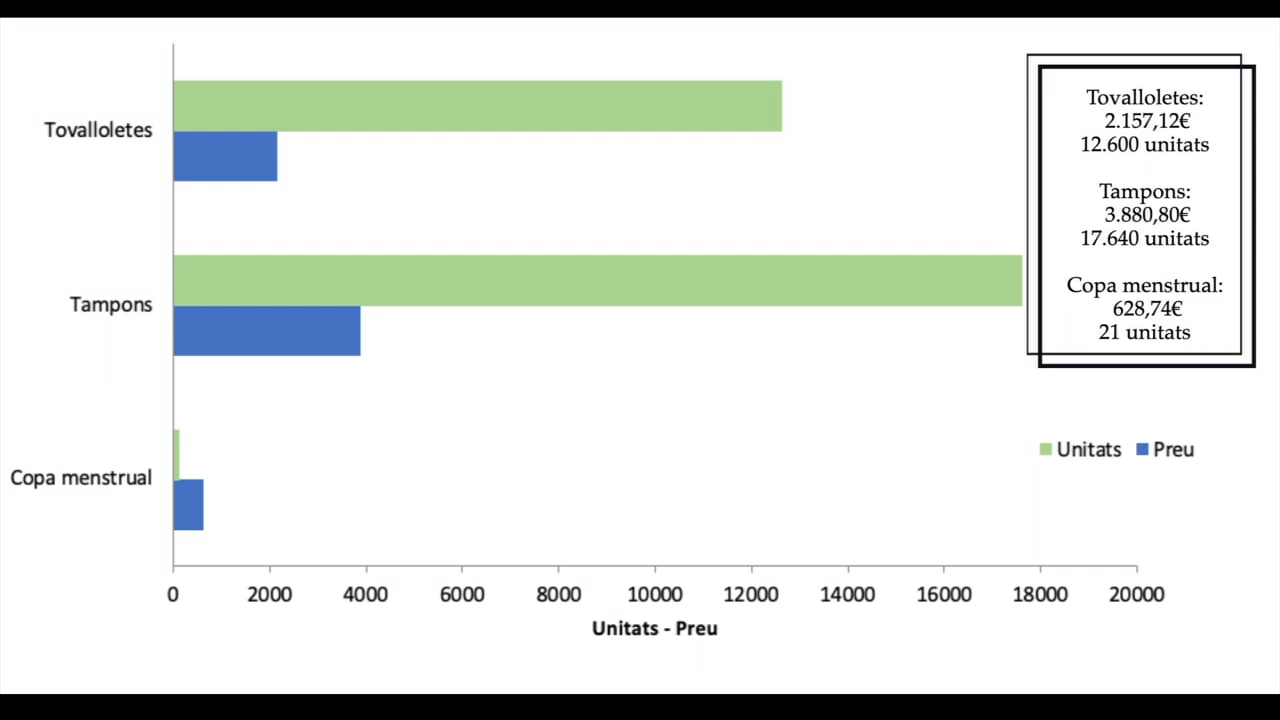 Tovalloletes
Tampons
Copa menstrual
0 2000 4000 6000 8000 10000 12000 14000 16000 18000 20000
Unitats - Preu
Tovalloletes:
2.157,12€
12.600 unitats
Tampons:
3.880,80€
17.640 unitats
Copa menstrual:
628,74€
21 unitats
Unitats Preu